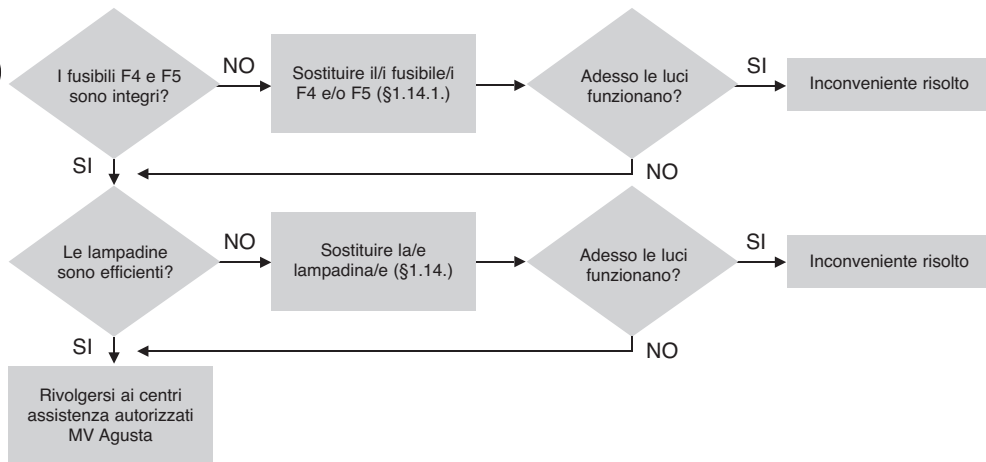 I fusibili F4 e F5
sono integri?
NO
Sostituire il/i fusibile/i
F4 e/o F5 (§1.14.1.)
Adesso le luci
funzionano?
SI
Inconveniente risolto
SI
NO
Le lampadine
sono efficienti?
NO
Sostituire la/e
lampadina/e (§1.14.)
Adesso le luci
funzionano?
SI
Inconveniente risolto
SI
NO
Rivolgersi ai centri
assistenza autorizzati
MV Agusta